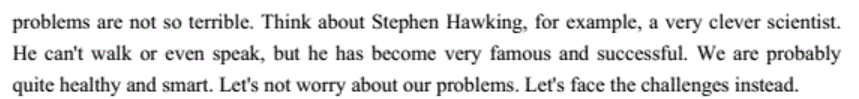 problems are not so terrible. Think about Stephen Hawking, for example, a very clever scientist.
He can't walk or even speak, but he has become very famous and successful. We are probably
quite healthy and smart. Let's not worry about our problems. Let's face the challenges instead.